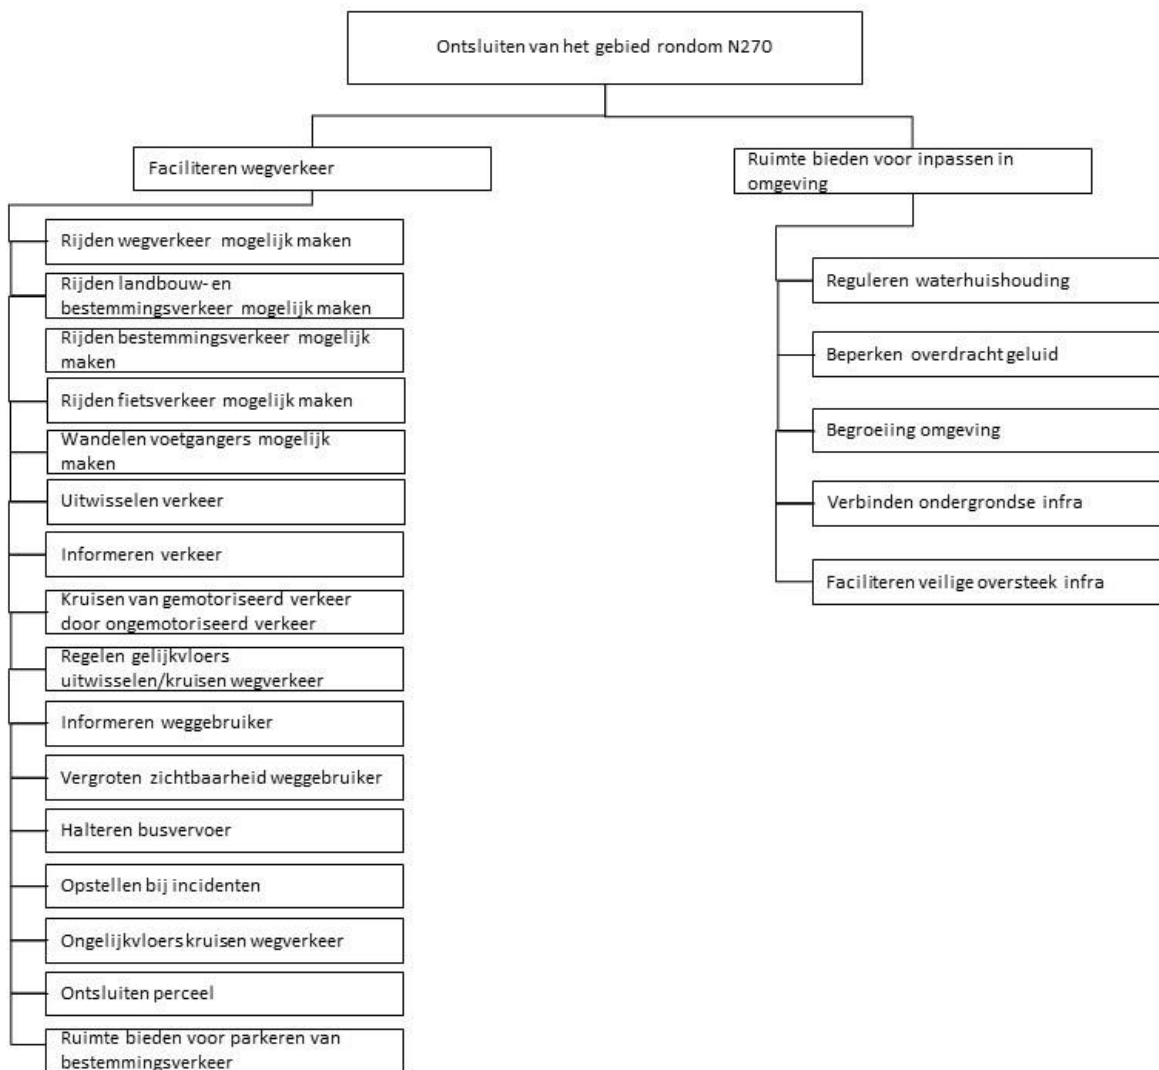 Ontsluiten van het gebied rondom N270
Faciliteren wegverkeer
Rijden wegverkeer mogelijk maken
Rijden landbouw- en
bestemmingsverkeer mogelijk maken
Rijden bestemmingsverkeer mogelijk
maken
Rijden fietsverkeer mogelijk maken
Wandelen voetgangers mogelijk
maken
Uitwisselen verkeer
Informeren verkeer
Kruisen van gemotoriseerd verkeer
door ongemotoriseerd verkeer
Regelen gelijkvloers
uitwisselen/kruisen wegverkeer
Informeren weggebruiker
Vergroten zichtbaarheid weggebruiker
Halteren busvervoer
Opstellen bij incidenten
Ongelijkvloers kruisen wegverkeer
Ontsluiten perceel
Ruimte bieden voor parkeren van
bestemmingsverkeer
Ruimte bieden voor inpassen in
omgeving
Reguleren waterhuishouding
Beperken overdracht geluid
Begroeiing omgeving
Verbinden ondergrondse infra
Faciliteren veilige oversteek infra